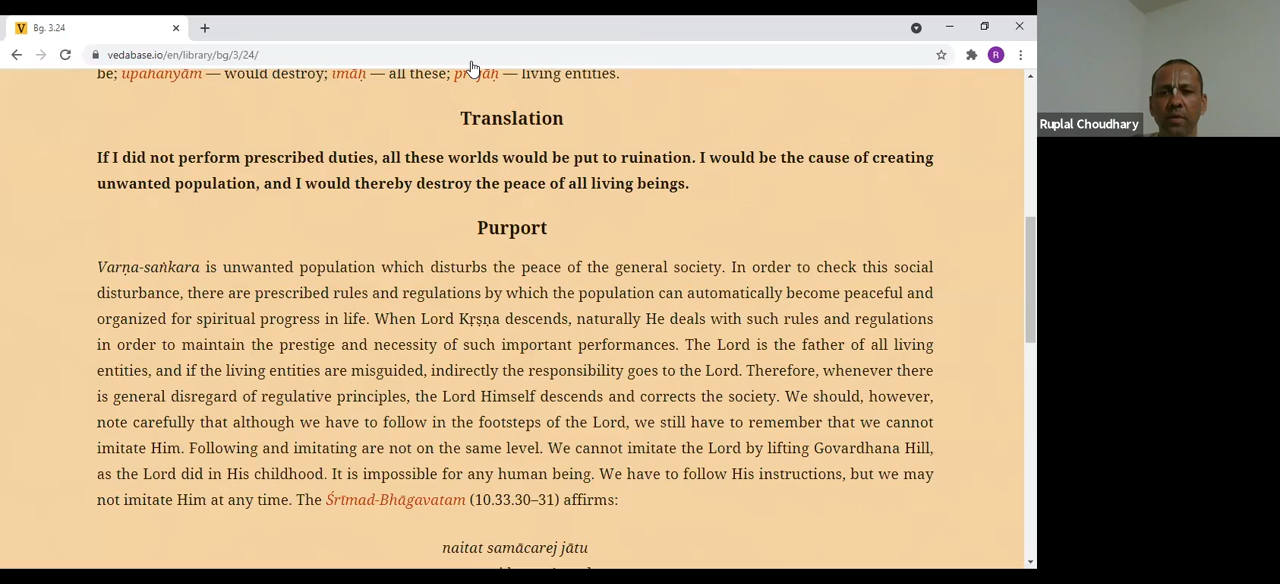 V Bg. 3.24
vedabase.io/en/library/bg/3/24/
R
be; upahanyām — would destroy; imāḥ — all these; prajāḥ — living entities.
Translation
If I did not perform prescribed duties, all these worlds would be put to ruination. I would be the cause of creating
unwanted population, and I would thereby destroy the peace of all living beings.
Purport
Varṇa-saṅkara is unwanted population which disturbs the peace of the general society. In order to check this social
disturbance, there are prescribed rules and regulations by which the population can automatically become peaceful and
organized for spiritual progress in life. When Lord Kṛṣṇa descends, naturally He deals with such rules and regulations
in order to maintain the prestige and necessity of such important performances. The Lord is the father of all living
entities, and if the living entities are misguided, indirectly the responsibility goes to the Lord. Therefore, whenever there
is general disregard of regulative principles, the Lord Himself descends and corrects the society. We should, however,
note carefully that although we have to follow in the footsteps of the Lord, we still have to remember that we cannot
imitate Him. Following and imitating are not on the same level. We cannot imitate the Lord by lifting Govardhana Hill,
as the Lord did in His childhood. It is impossible for any human being. We have to follow His instructions, but we may
not imitate Him at any time. The Śrīmad-Bhāgavatam (10.33.30–31) affirms:
naitat samācarej jātu
Ruplal Choudhary